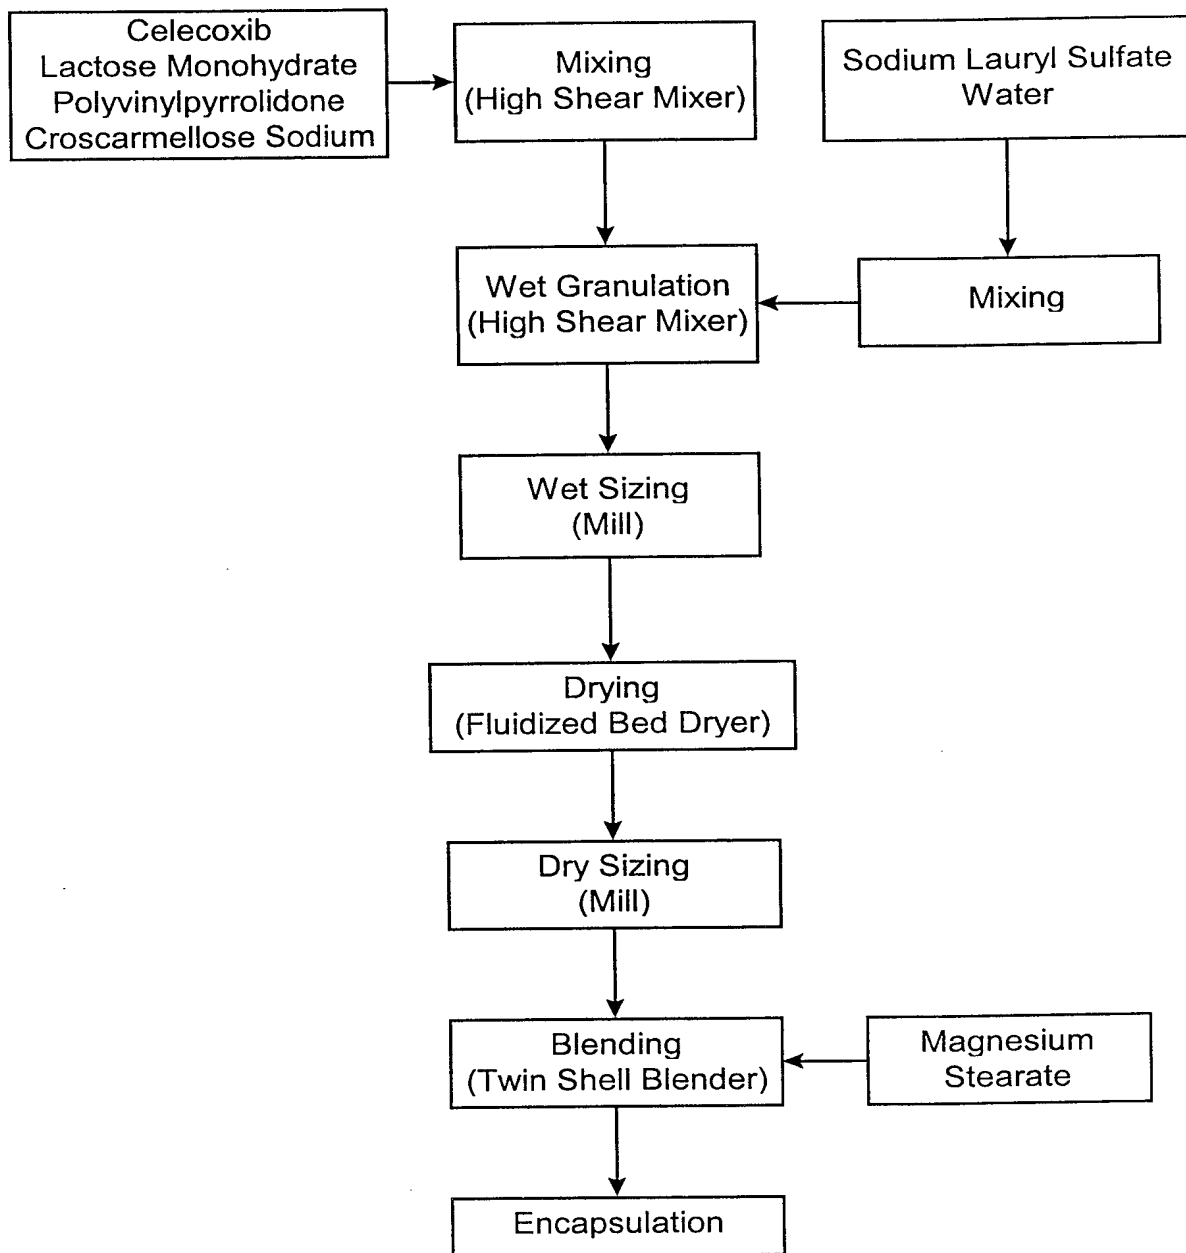 Celecoxib
Lactose Monohydrate
Polyvinylpyrrolidone
Croscarmellose Sodium
Mixing
(High Shear Mixer)
Sodium Lauryl Sulfate
Water
Wet Granulation
(High Shear Mixer)
Mixing
Wet Sizing
(Mill)
Drying
(Fluidized Bed Dryer)
Dry Sizing
(Mill)
Blending
(Twin Shell Blender)
Magnesium
Stearate
Encapsulation